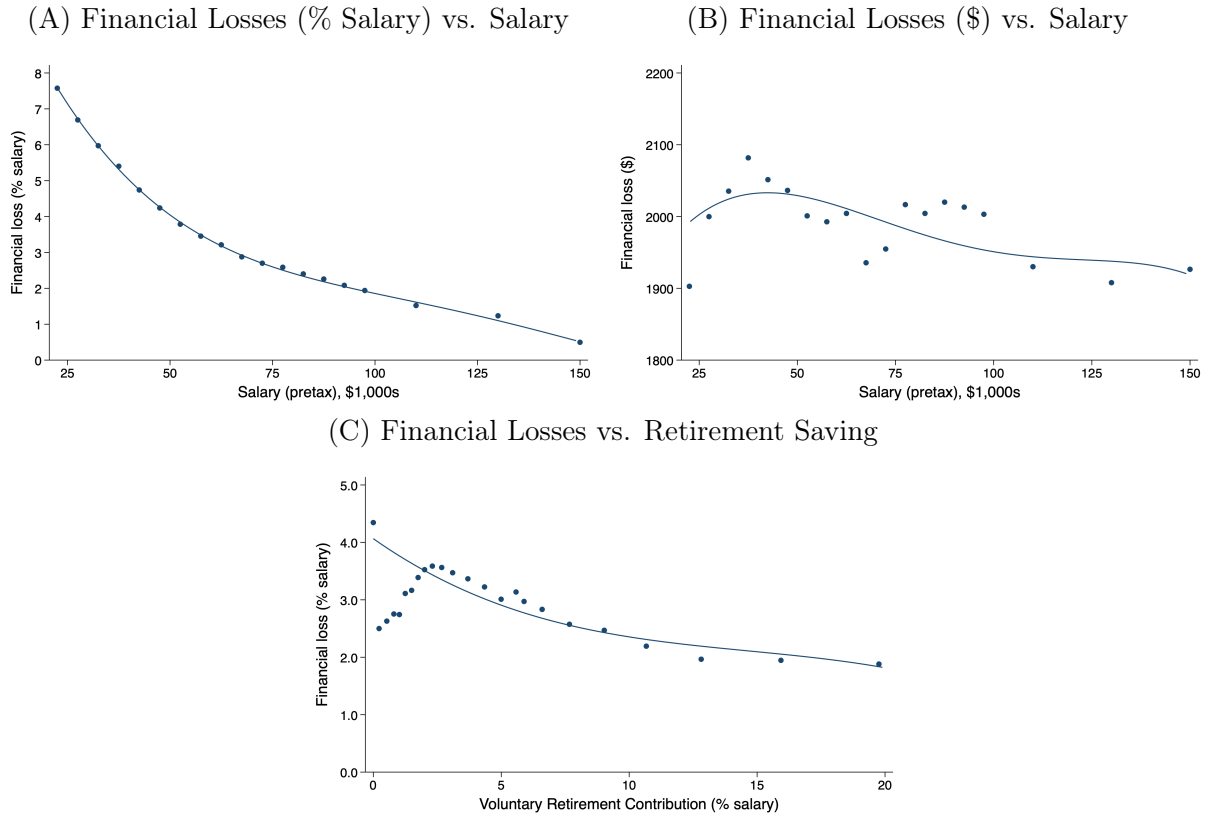 (A) Financial Losses (% Salary) vs. Salary
8
7
6
5
4
3
2
1
0
Financial loss (% salary)
25 50 75 100 125 150
Salary (pretax), $1,000s
(B) Financial Losses ($) vs. Salary
2200
2100
2000
1900
1800
Financial loss ($)
25 50 75 100 125 150
Salary (pretax), $1,000s
(C) Financial Losses vs. Retirement Saving
5.0
4.0
3.0
2.0
1.0
0.0
Financial loss (% salary)
0 5 10 15 20
Voluntary Retirement Contribution (% salary)